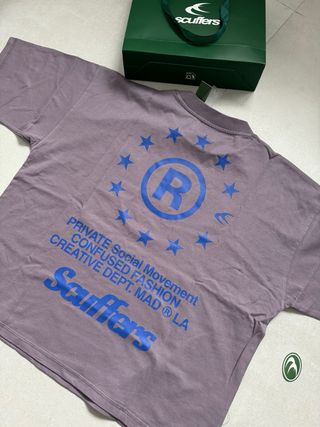 scuffers
R
PRIVATE Social Movement
CONFUSED FASHION
CREATIVE DEPT. MAD ® LA
Scuffers